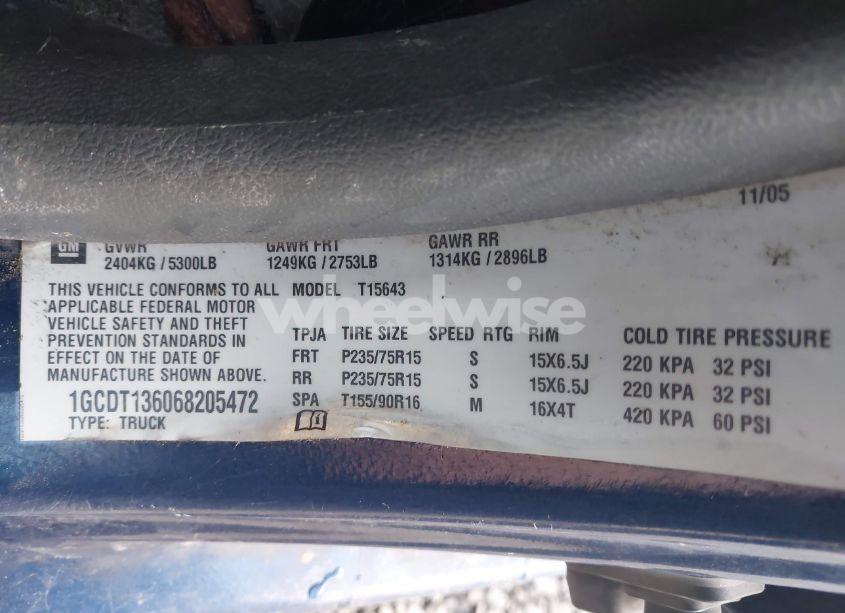 11/05
GM GVWR GAWR FRT GAWR RR
2404KG / 5300LB 1249KG / 2753LB 1314KG / 2896LB
THIS VEHICLE CONFORMS TO ALL MODEL T15643
APPLICABLE FEDERAL MOTOR
VEHICLE SAFETY AND THEFT
PREVENTION STANDARDS IN
EFFECT ON THE DATE OF
MANUFACTURE SHOWN ABOVE.
1GCDT136068205472
TYPE: TRUCK
TPJA TIRE SIZE SPEED RTG RIM COLD TIRE PRESSURE
FRT P235/75R15 S 15X6.5J 220 KPA 32 PSI
RR P235/75R15 S 15X6.5J 220 KPA 32 PSI
SPA T155/90R16 M 16X4T 420 KPA 60 PSI
wheelwise